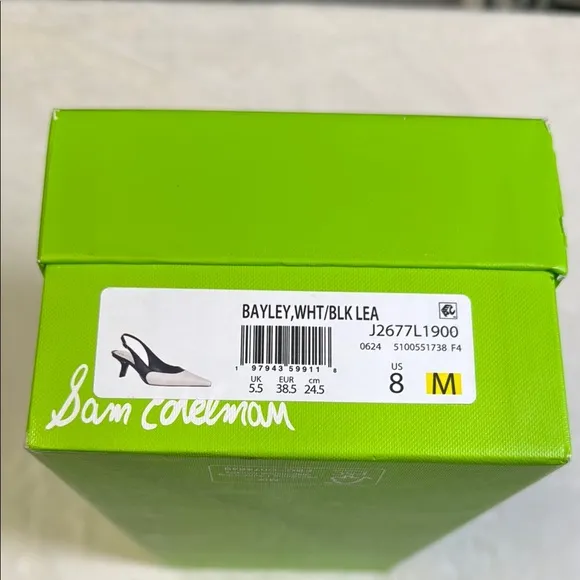 BAYLEY,WHT/BLK LEA
J2677L1900
0624 5100551738 F4
1 97943 59911 8
UK EUR cm
5.5 38.5 24.5
US
8 M
Sam Edelman